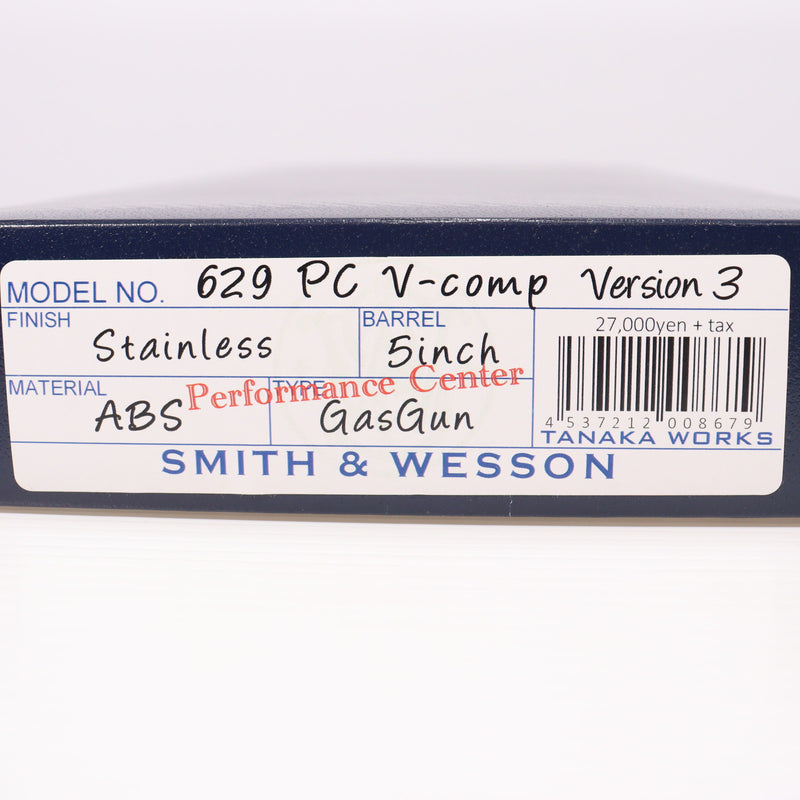 MODEL NO. 629 PC V-comp Version 3
FINISH
Stainless
BARREL
5inch
27,000yen + tax
MATERIAL
ABS
TYPE
GasGun
Performance Center
4 537212 008679
TANAKA WORKS
SMITH & WESSON